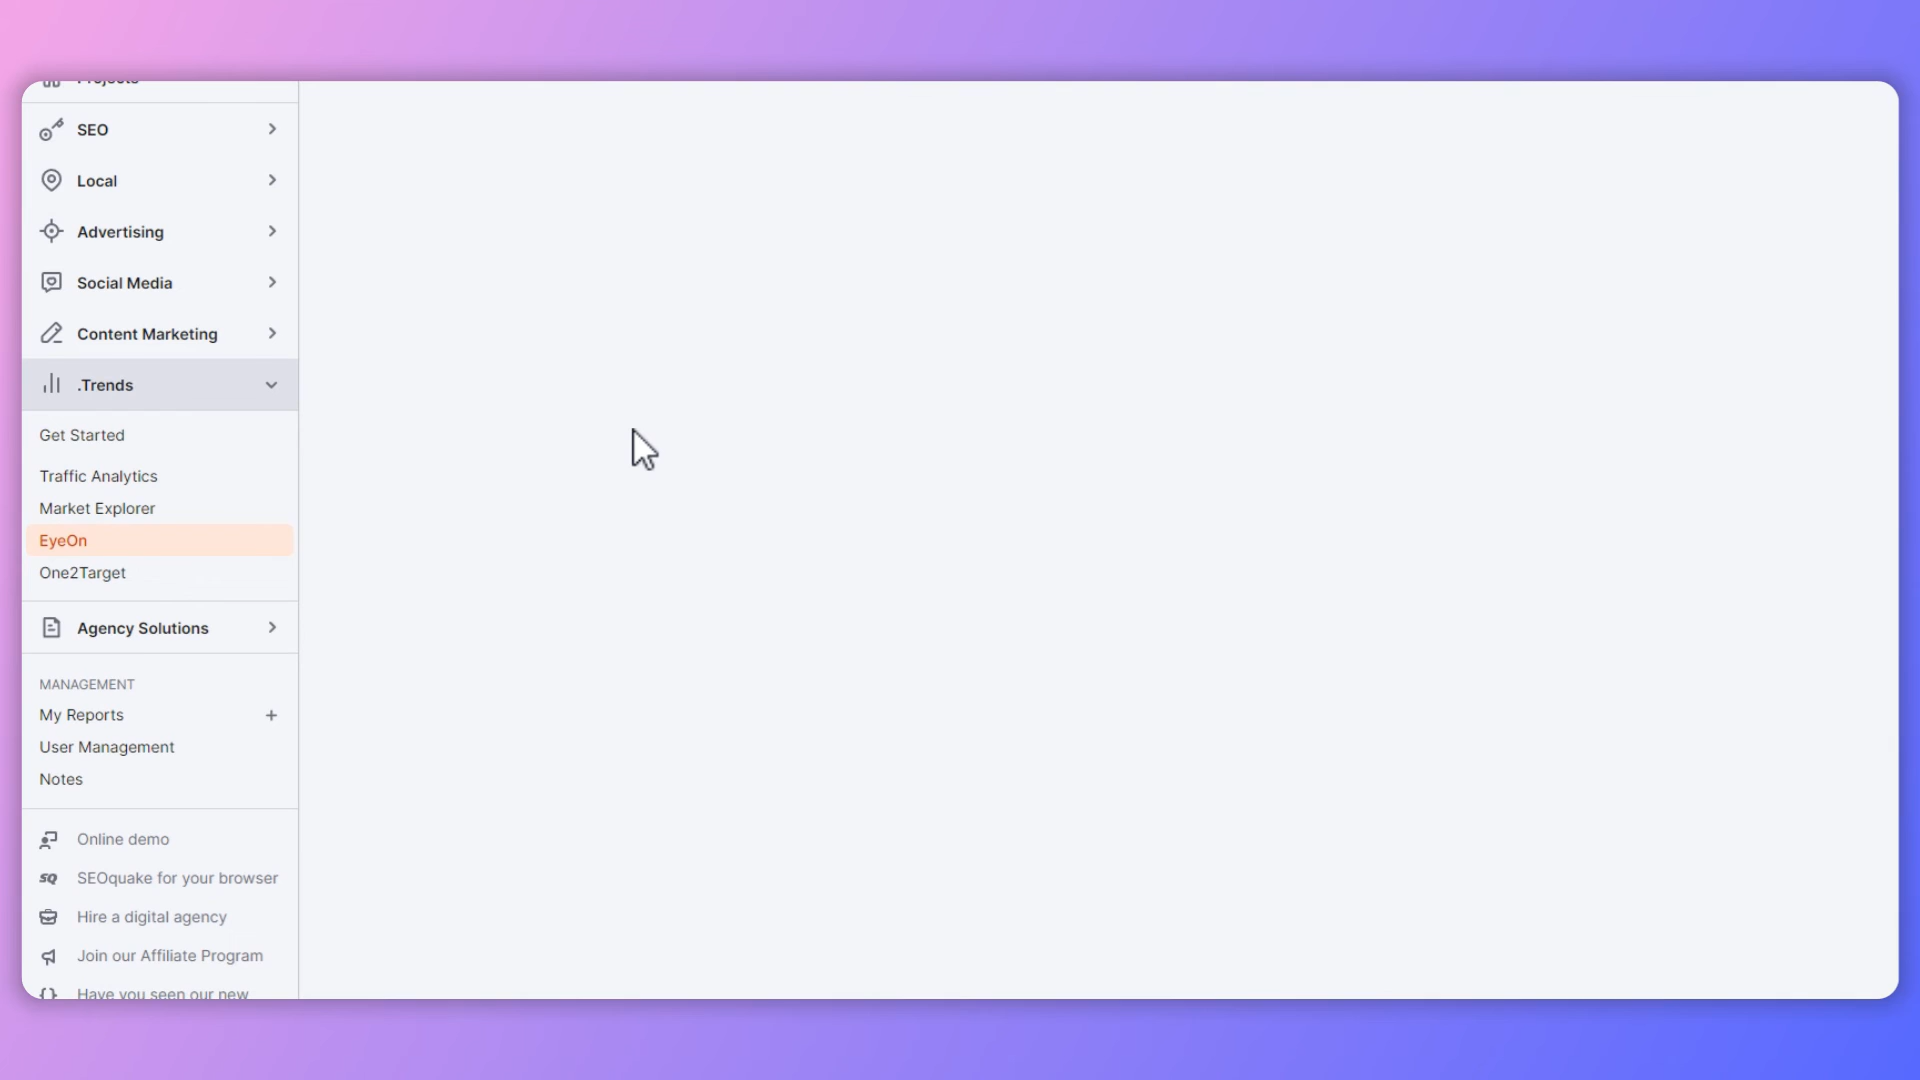 Projects
SEO
Local
Advertising
Social Media
Content Marketing
.Trends
Get Started
Traffic Analytics
Market Explorer
EyeOn
One2Target
Agency Solutions
MANAGEMENT
My Reports
User Management
Notes
Online demo
SQ SEOquake for your browser
Hire a digital agency
Join our Affiliate Program
Have you seen our new